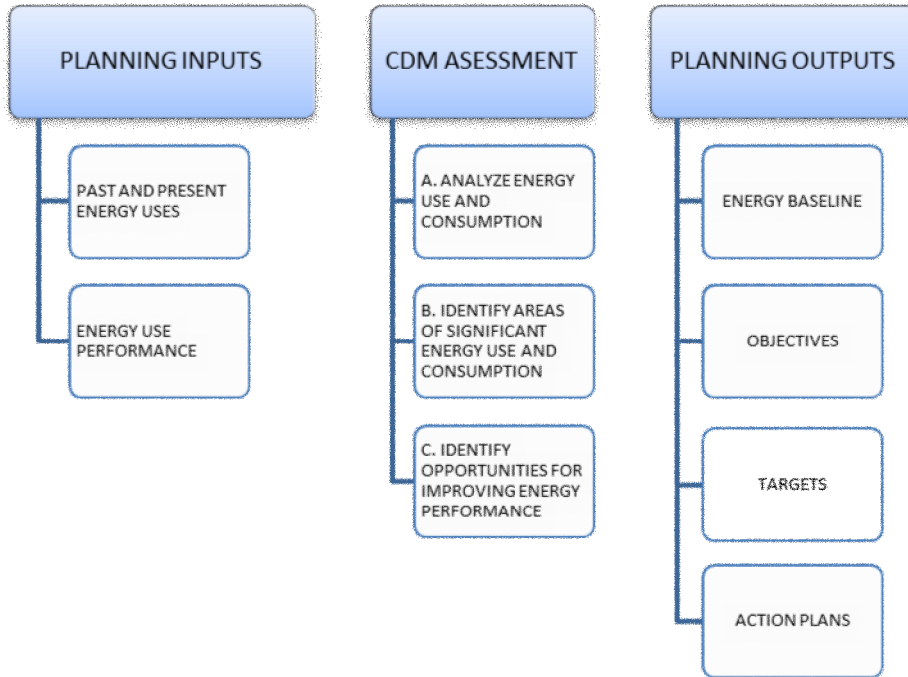 PLANNING INPUTS
PAST AND PRESENT
ENERGY USES
ENERGY USE
PERFORMANCE
CDM ASESSMENT
A. ANALYZE ENERGY
USE AND
CONSUMPTION
B. IDENTIFY AREAS
OF SIGNIFICANT
ENERGY USE AND
CONSUMPTION
C. IDENTIFY
OPPORTUNITIES FOR
IMPROVING ENERGY
PERFORMANCE
PLANNING OUTPUTS
ENERGY BASELINE
OBJECTIVES
TARGETS
ACTION PLANS